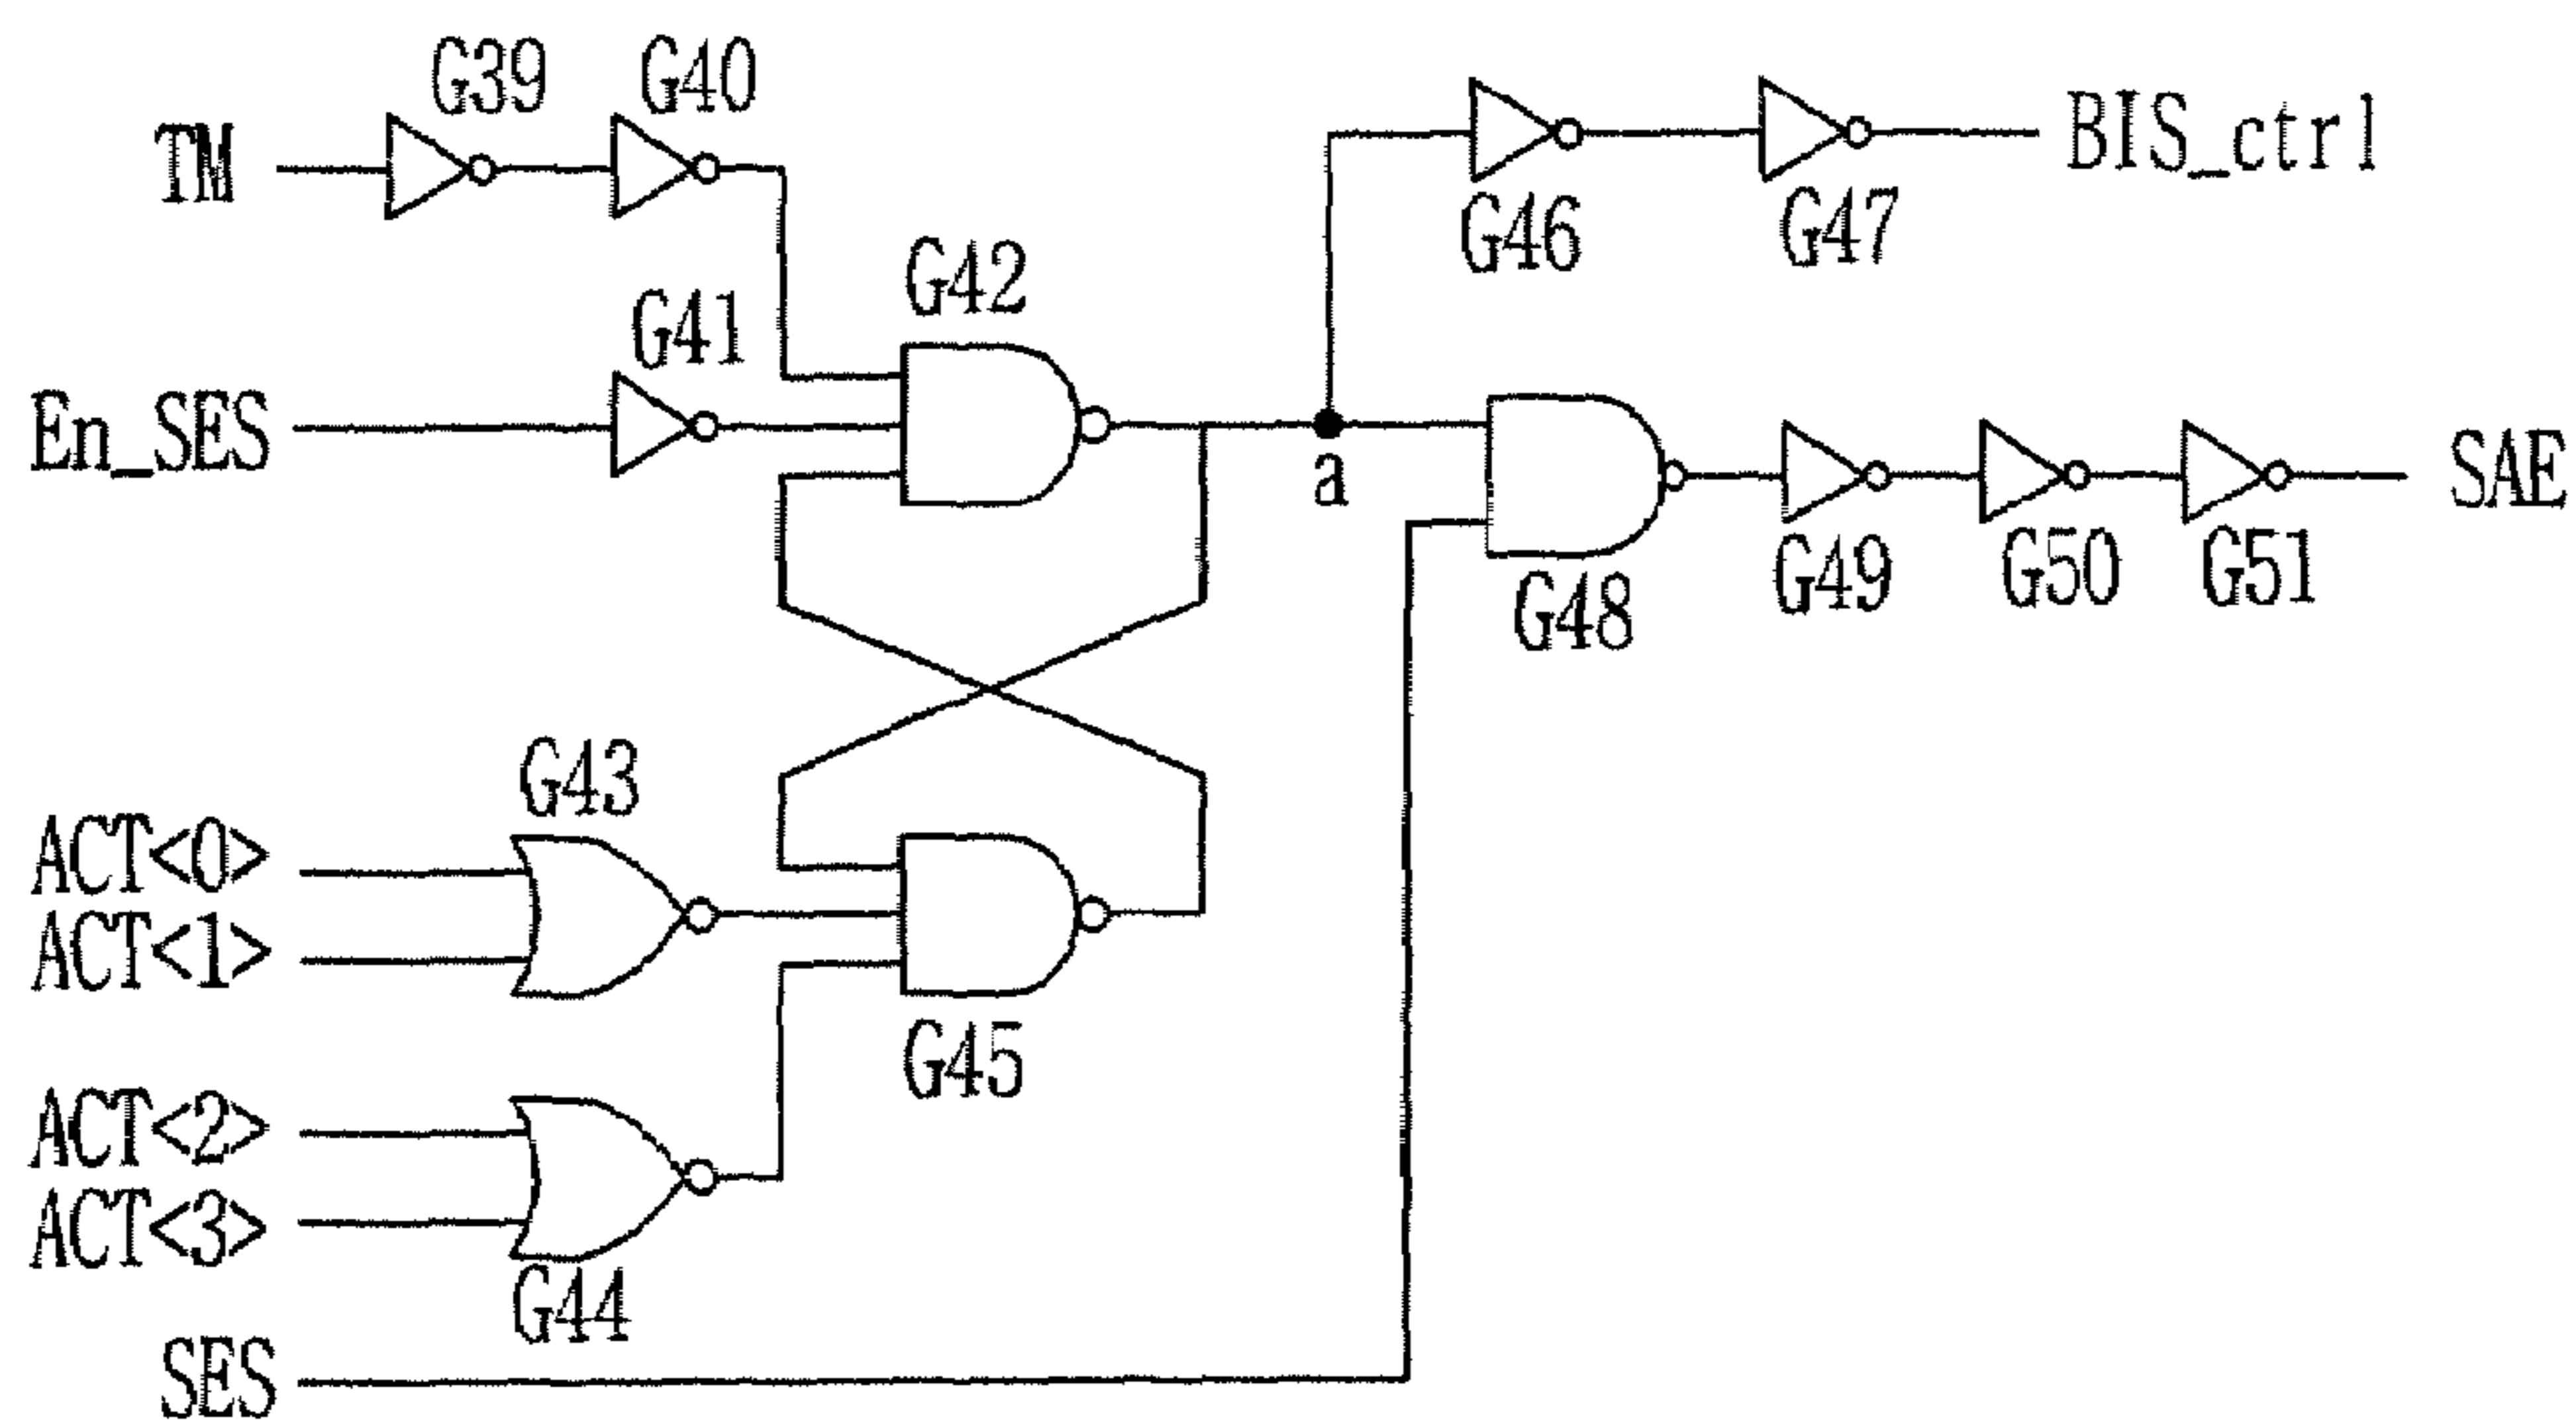 G39
G40
TM
BIS_ctrl
G46
G47
G42
G41
En_SES
a
SAE
G48
G49
G50
G51
G43
ACT<0>
ACT<1>
G45
ACT<2>
ACT<3>
G44
SES